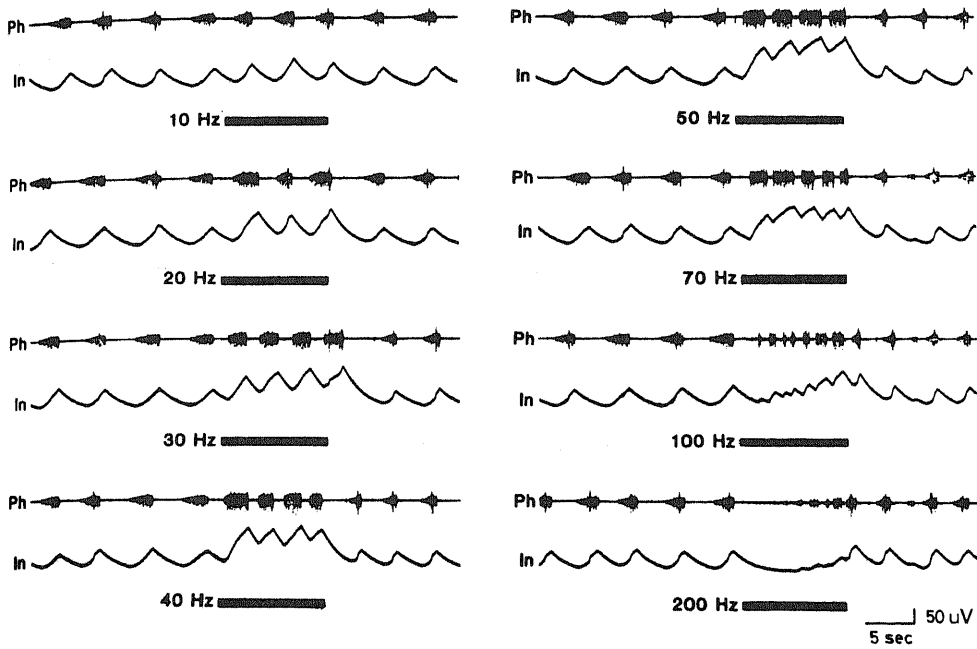 Ph
In
10 Hz
Ph
In
20 Hz
Ph
In
30 Hz
Ph
In
40 Hz
Ph
In
50 Hz
Ph
In
70 Hz
Ph
In
100 Hz
Ph
In
200 Hz
50 uV
5 sec